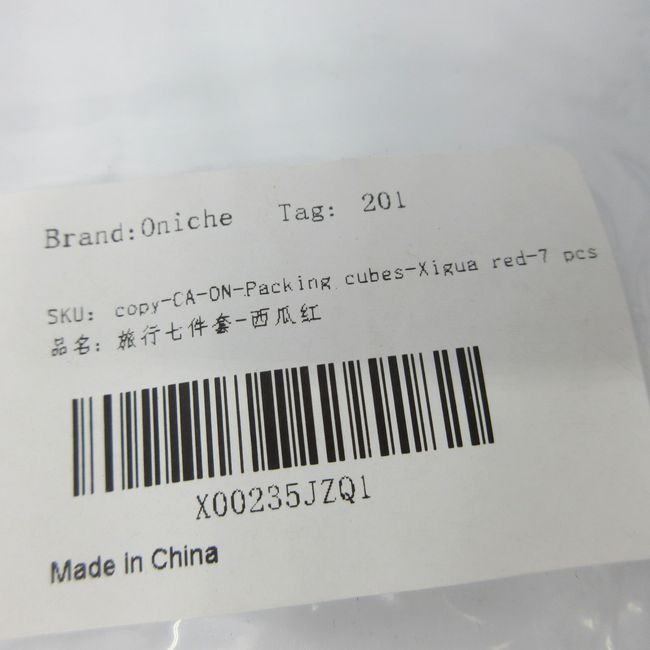 Brand:Oniche Tag: 201
SKU: copy-CA-ON-Packing cubes-Xigua red-7 pcs
品名: 旅行七件套-西瓜红
X00235JZQ1
Made in China